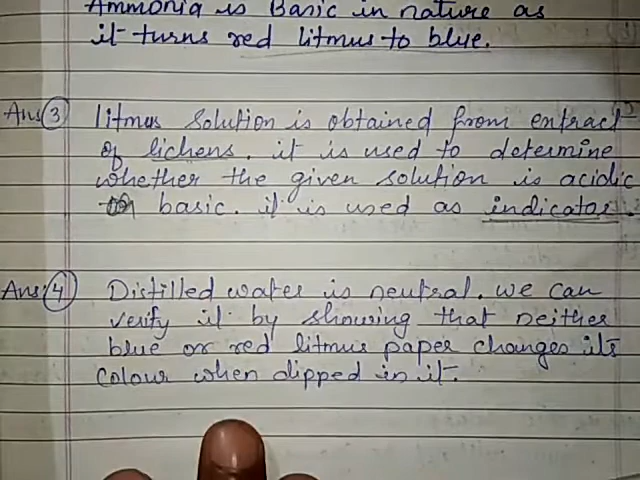 Ammonia is Basic in nature as
it turns red litmus to blue.
Ans 3 litmus solution is obtained from extract
of lichens. it is used to determine
whether the given solution is acidic
or basic. it is used as indicator.
Ans: 4 Distilled water is neutral. we can
verify it by showing that neither
blue or red litmus paper changes its
colour when dipped in it.